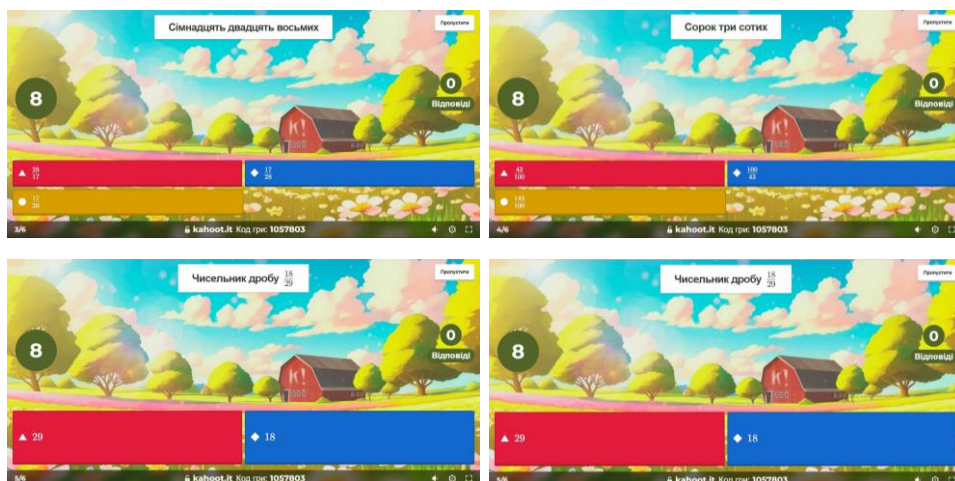 Сімнадцять двадцять восьмих
Пропустити
8
0
Відповіді
K!
28/17
17/28
17/20
3/6
kahoot.it Код гри: 1057803
Сорок три сотих
Пропустити
8
0
Відповіді
K!
43/100
100/43
143/100
4/6
kahoot.it Код гри: 1057803
Чисельник дробу 18/29
Пропустити
8
0
Відповіді
K!
29
18
5/6
kahoot.it Код гри: 1057803
Чисельник дробу 18/29
Пропустити
8
0
Відповіді
K!
29
18
5/6
kahoot.it Код гри: 1057803